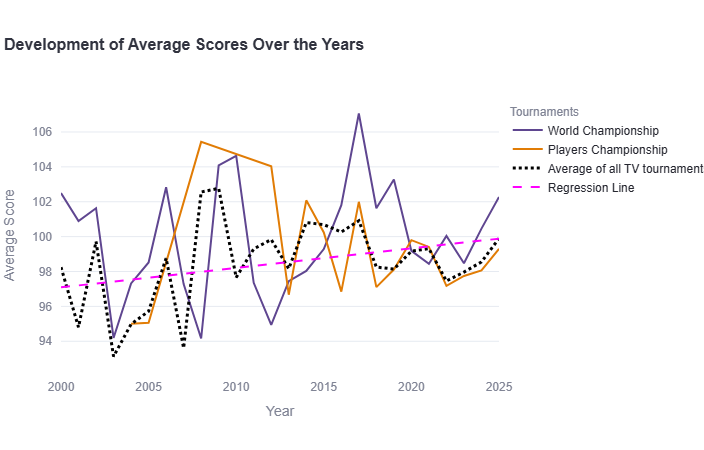 Development of Average Scores Over the Years
Tournaments
World Championship
Players Championship
Average of all TV tournament
Regression Line
Average Score
106
104
102
100
98
96
94
2000 2005 2010 2015 2020 2025
Year